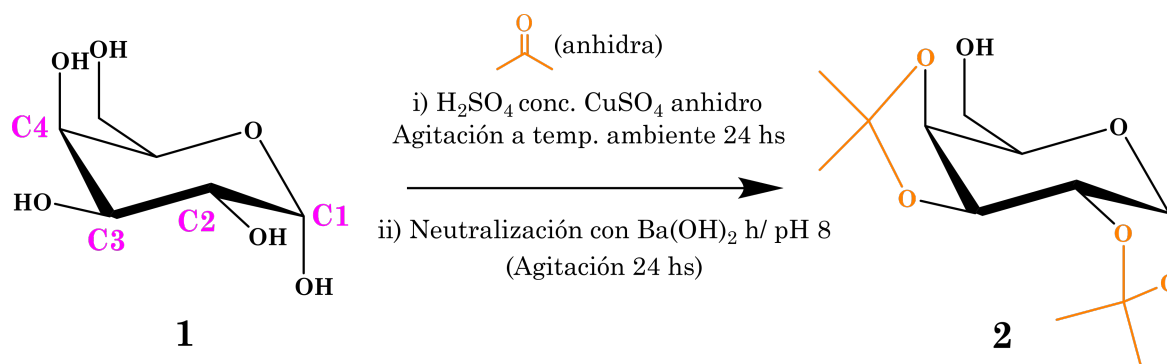 O
(anhidra)
OH
OH
OH
O
O
i) H₂SO₄ conc. CuSO₄ anhidro
C4
O
O
Agitación a temp. ambiente 24 hs
HO
O
C2
C1
C3
OH
ii) Neutralización con Ba(OH)₂ h/ pH 8
O
(Agitación 24 hs)
OH
O
1
2